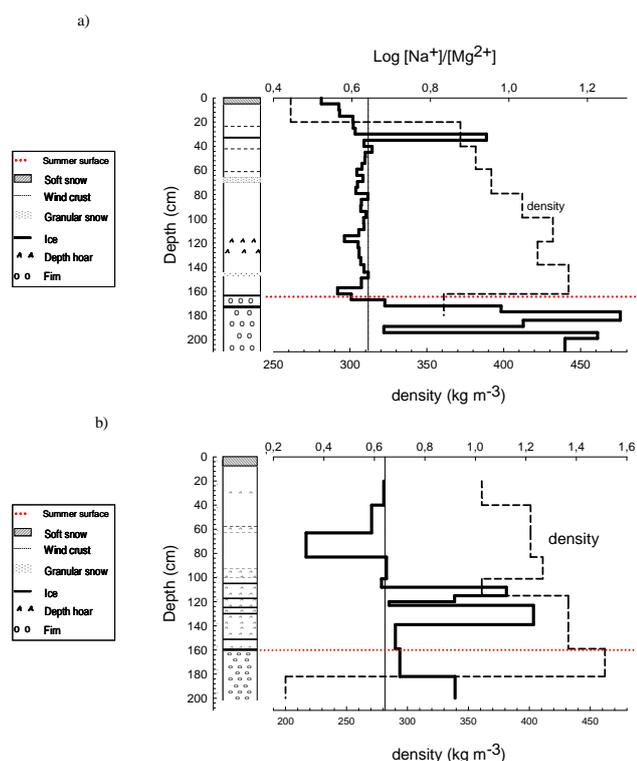 a)
Log [Na+]/[Mg2+]
0,4 0,6 0,8 1,0 1,2
0
20
40
60
80
100
120
140
160
180
200
Depth (cm)
Summer surface
Soft snow
Wind crust
Granular snow
Ice
Depth hoar
Firn
density
250 300 350 400 450
density (kg m-3)
b)
0,2 0,4 0,6 0,8 1,0 1,2 1,4 1,6
0
20
40
60
80
100
120
140
160
180
200
Depth (cm)
Summer surface
Soft snow
Wind crust
Granular snow
Ice
Depth hoar
Firn
density
200 250 300 350 400 450
density (kg m-3)